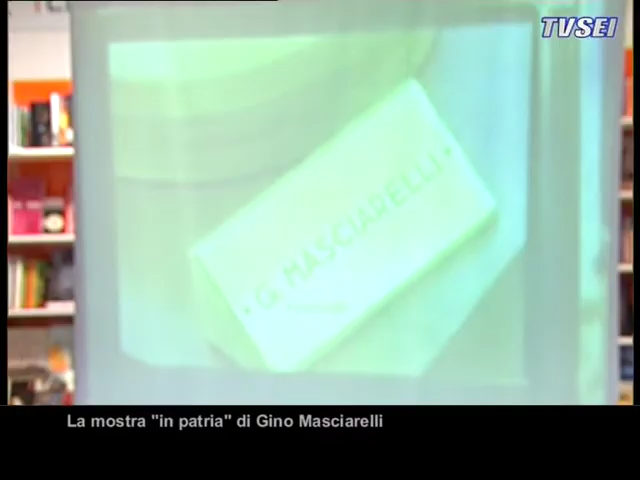 TVSEI
• G. MASCIARELLI •
La mostra "in patria" di Gino Masciarelli